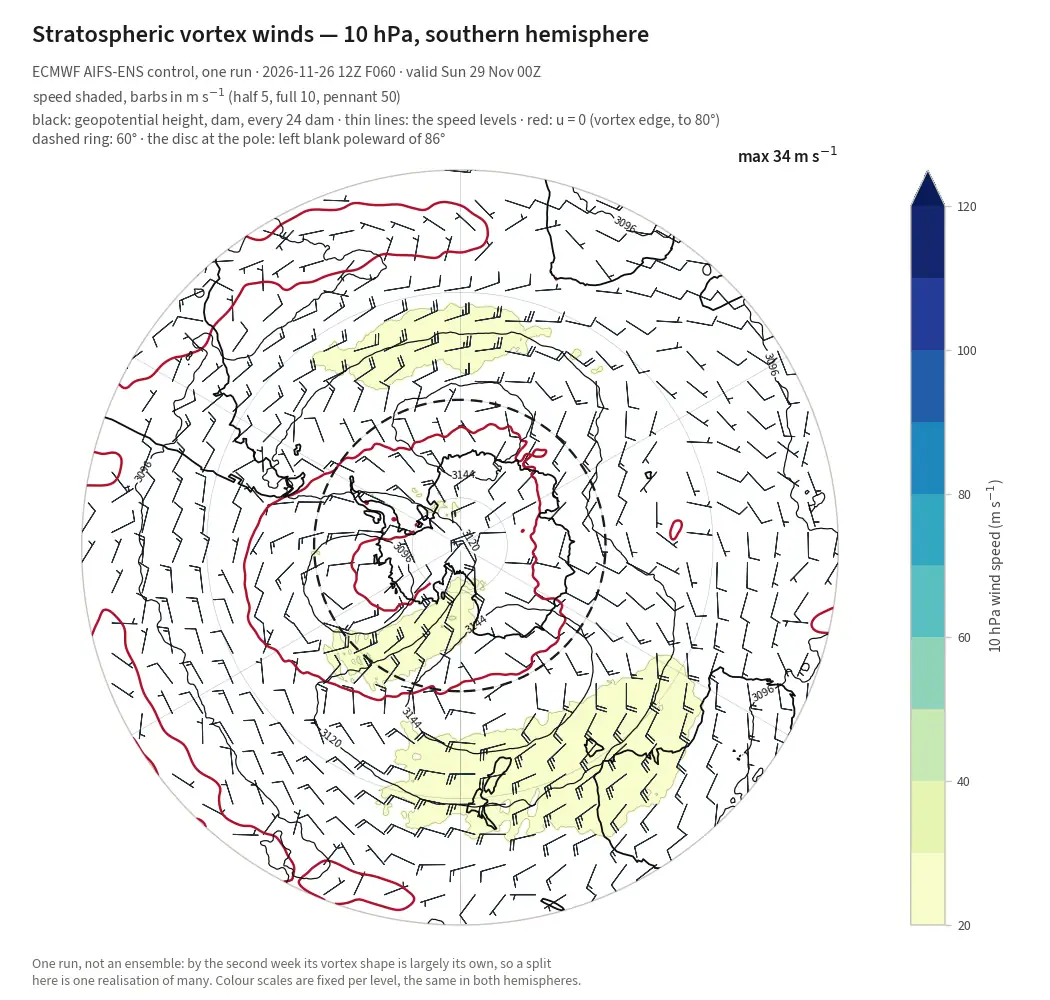 Stratospheric vortex winds — 10 hPa, southern hemisphere
ECMWF AIFS-ENS control, one run · 2026-11-26 12Z F060 · valid Sun 29 Nov 00Z
speed shaded, barbs in m s⁻¹ (half 5, full 10, pennant 50)
black: geopotential height, dam, every 24 dam · thin lines: the speed levels · red: u = 0 (vortex edge, to 80°)
dashed ring: 60° · the disc at the pole: left blank poleward of 86°
max 34 m s⁻¹
120
100
80
60
40
20
10 hPa wind speed (m s⁻¹)
3096
3096
3096
3144
3120
3096
3144
3096
3144
3120
One run, not an ensemble: by the second week its vortex shape is largely its own, so a split
here is one realisation of many. Colour scales are fixed per level, the same in both hemispheres.